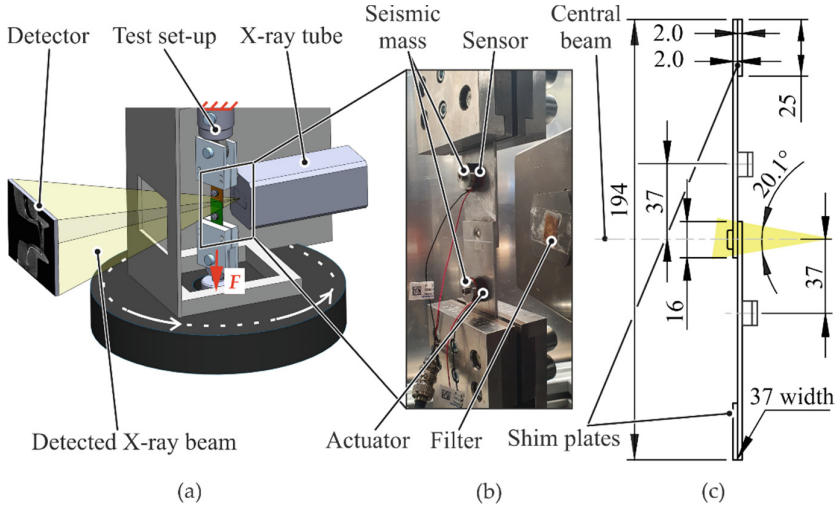 Detector
Test set-up
X-ray tube
Seismic
mass
Sensor
Central
beam
2.0
2.0
25
194
37
20.1°
37
16
F
37 width
Detected X-ray beam
Actuator
Filter
Shim plates
(a)
(b)
(c)